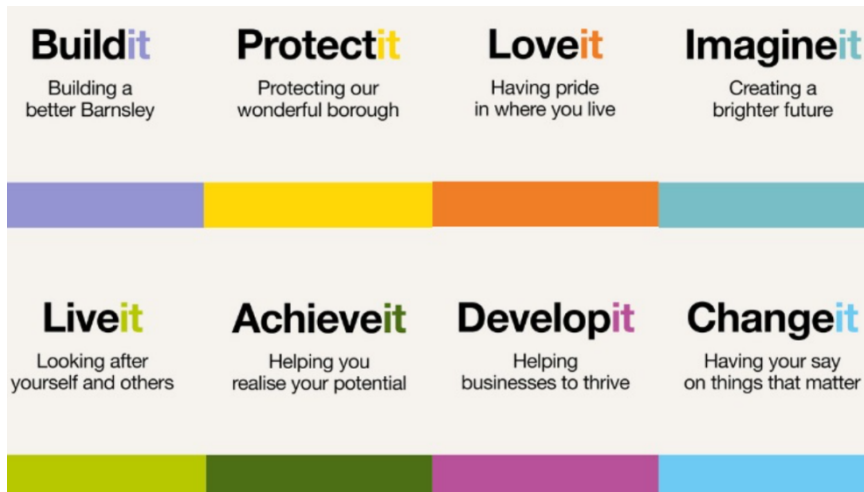 Buildit
Building a
better Barnsley
Protectit
Protecting our
wonderful borough
Loveit
Having pride
in where you live
Imagineit
Creating a
brighter future
Liveit
Looking after
yourself and others
Achieveit
Helping you
realise your potential
Developit
Helping
businesses to thrive
Changeit
Having your say
on things that matter